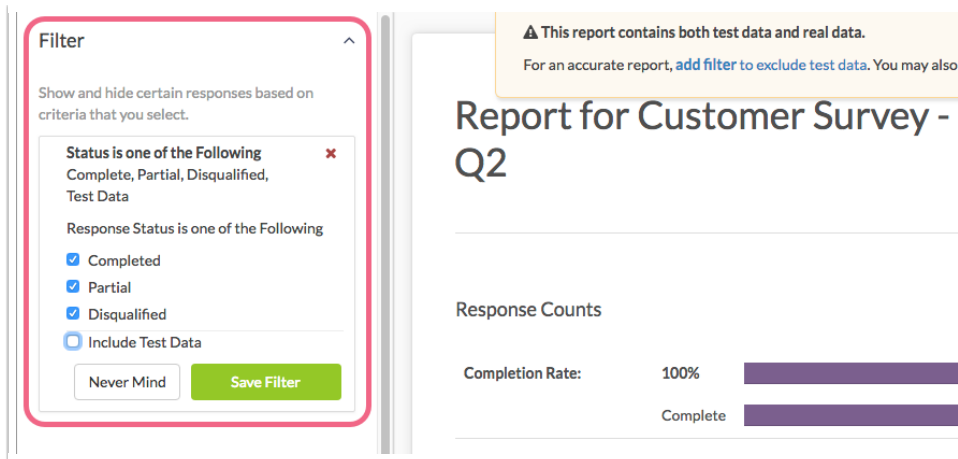 Filter
Show and hide certain responses based on
criteria that you select.
Status is one of the Following
Complete, Partial, Disqualified,
Test Data
Response Status is one of the Following
Completed
Partial
Disqualified
Include Test Data
Never Mind
Save Filter
This report contains both test data and real data.
For an accurate report, add filter to exclude test data. You may also
Report for Customer Survey -
Q2
Response Counts
Completion Rate: 100%
Complete